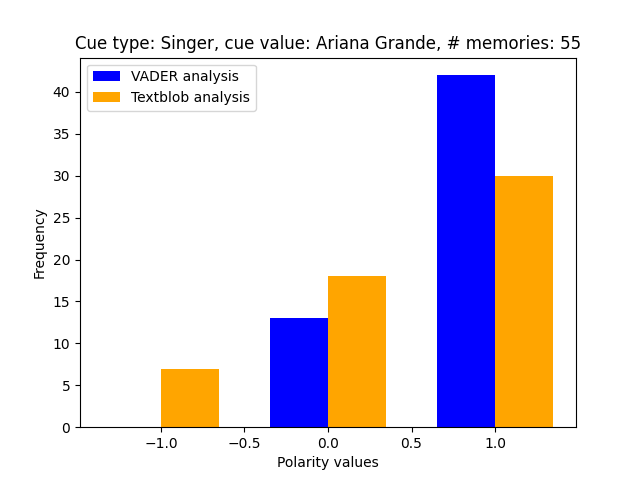 Cue type: Singer, cue value: Ariana Grande, # memories: 55
VADER analysis
Textblob analysis
Frequency
40
35
30
25
20
15
10
5
0
−1.0 −0.5 0.0 0.5 1.0
Polarity values